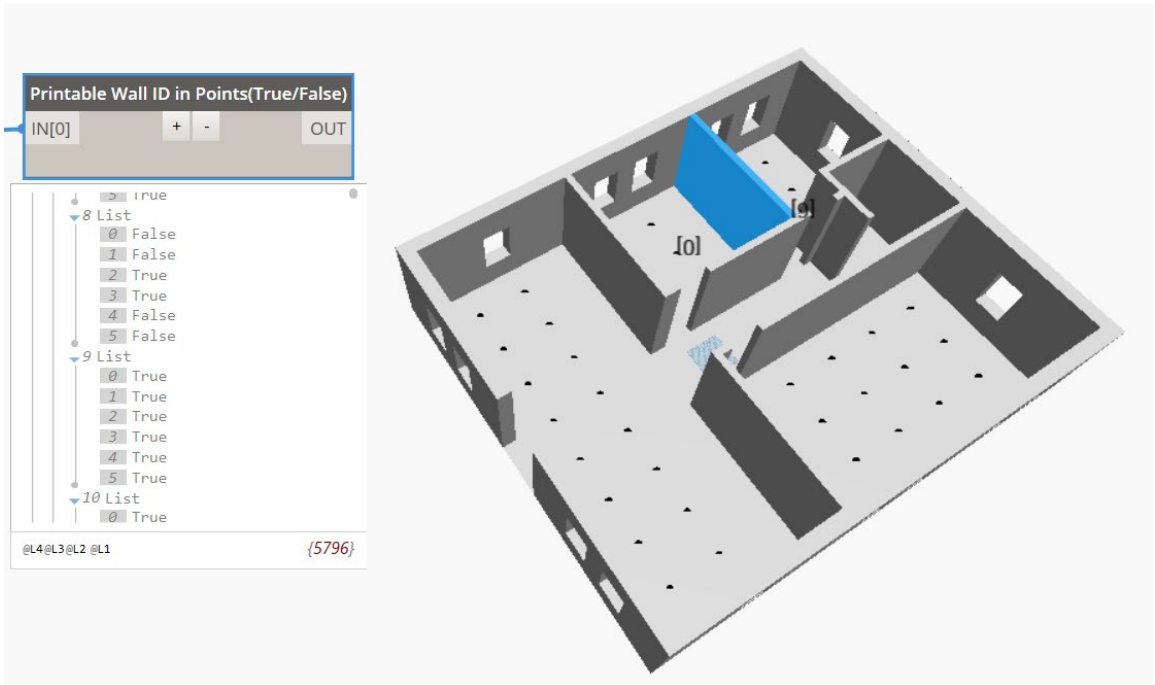 Printable Wall ID in Points(True/False)
IN[0] + - OUT
5 True
8 List
0 False
1 False
2 True
3 True
4 False
5 False
9 List
0 True
1 True
2 True
3 True
4 True
5 True
10 List
0 True
@L4@L3@L2 @L1 {5796}
[9]
[0]